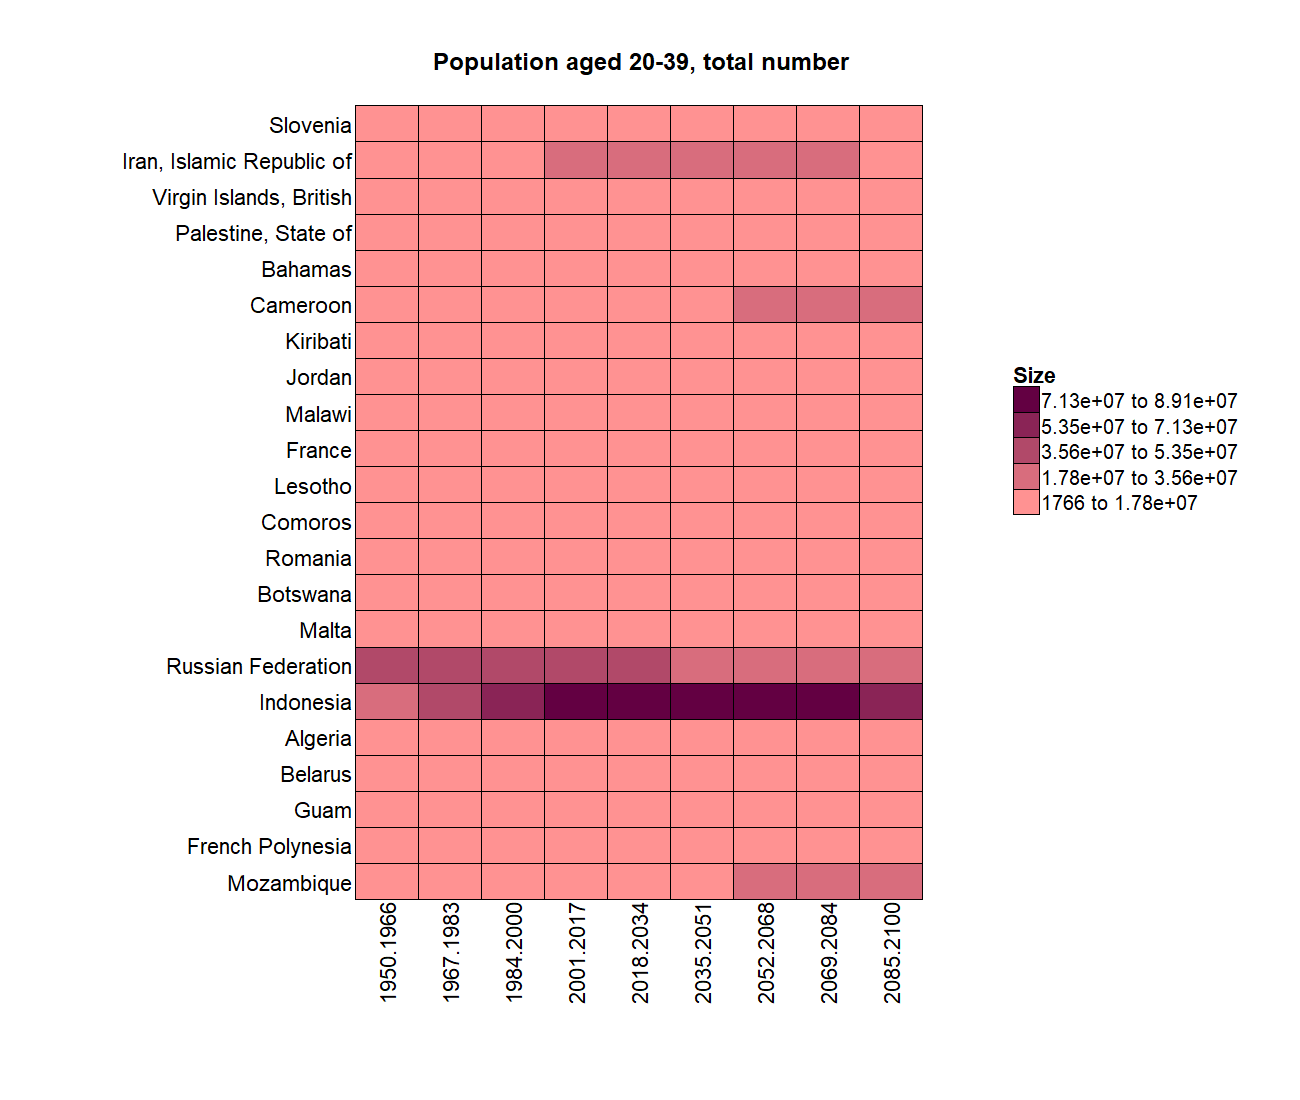 Population aged 20-39, total number
Slovenia
Iran, Islamic Republic of
Virgin Islands, British
Palestine, State of
Bahamas
Cameroon
Kiribati
Jordan
Malawi
France
Lesotho
Comoros
Romania
Botswana
Malta
Russian Federation
Indonesia
Algeria
Belarus
Guam
French Polynesia
Mozambique
1950.1966
1967.1983
1984.2000
2001.2017
2018.2034
2035.2051
2052.2068
2069.2084
2085.2100
Size
7.13e+07 to 8.91e+07
5.35e+07 to 7.13e+07
3.56e+07 to 5.35e+07
1.78e+07 to 3.56e+07
1766 to 1.78e+07